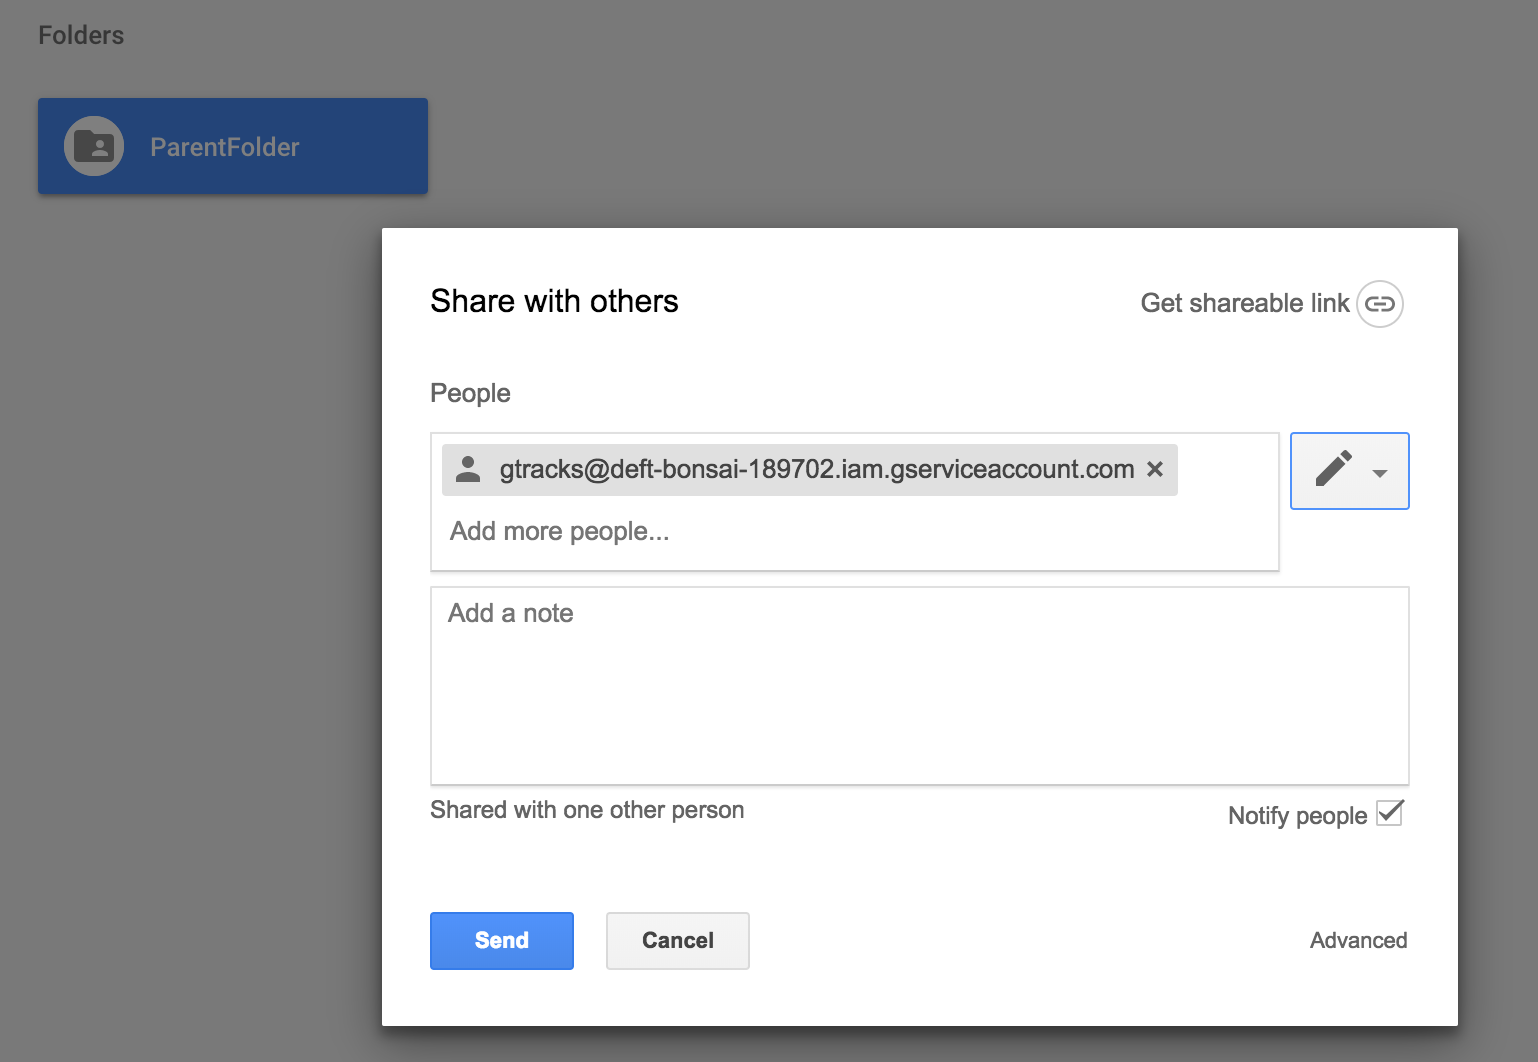 Folders
ParentFolder
Share with others
Get shareable link
People
gtracks@deft-bonsai-189702.iam.gserviceaccount.com
Add more people...
Add a note
Shared with one other person
Notify people
Send
Cancel
Advanced